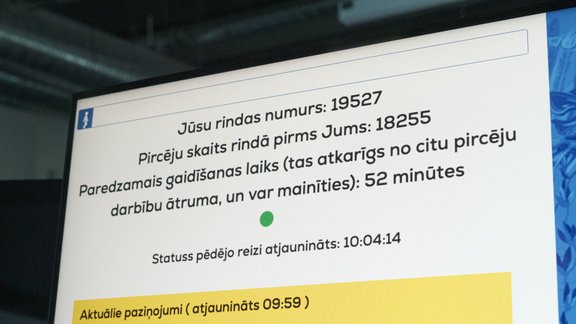 Jūsu rindas numurs: 19527
Pircēju skaits rindā pirms Jums: 18255
Paredzamais gaidīšanas laiks (tas atkarīgs no citu pircēju
darbību ātruma, un var mainīties): 52 minūtes
Statuss pēdējo reizi atjaunināts: 10:04:14
Aktuālie paziņojumi ( atjaunināts 09:59 )